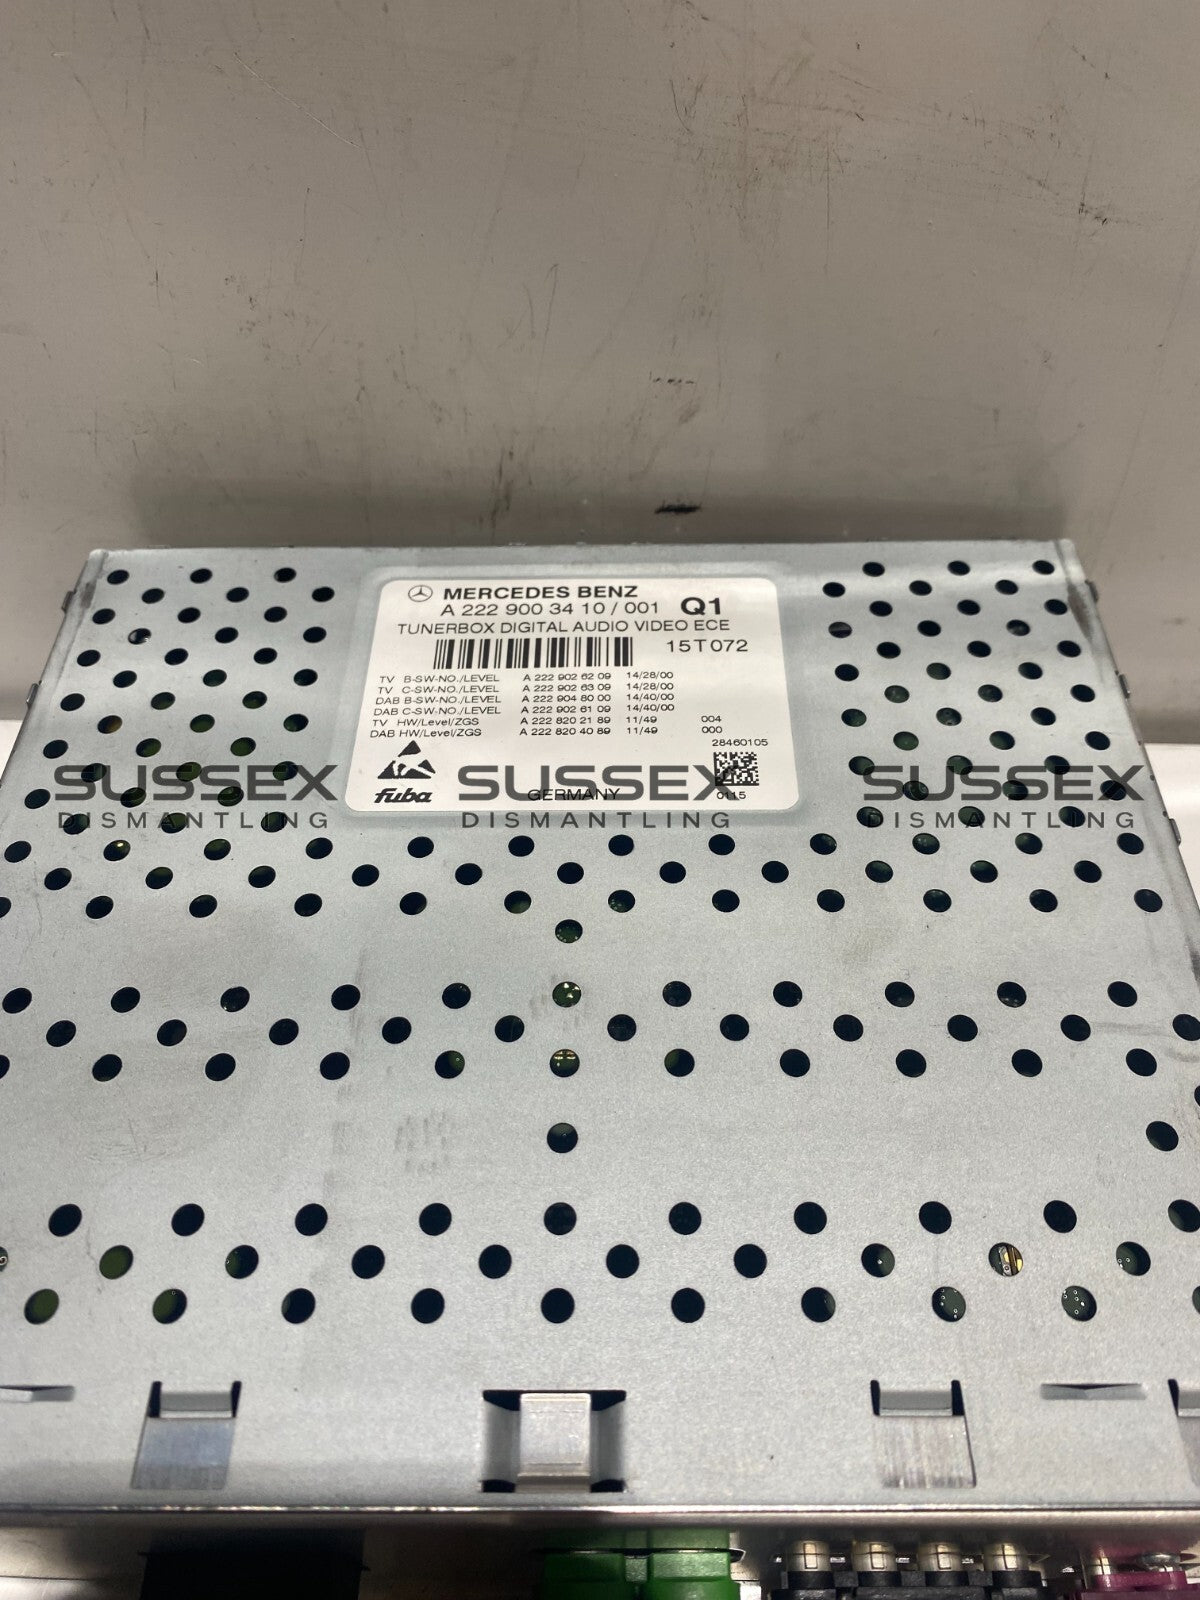 MERCEDES BENZ
A 222 900 34 10 / 001 Q1
TUNERBOX DIGITAL AUDIO VIDEO ECE
15T072
TV B-SW-NO./LEVEL A 222 902 62 09 14/28/00
TV C-SW-NO./LEVEL A 222 902 63 09 14/28/00
DAB B-SW-NO./LEVEL A 222 904 80 00 14/40/00
DAB C-SW-NO./LEVEL A 222 902 61 09 14/40/00
TV HW/Level/ZGS A 222 820 21 89 11/49 004
DAB HW/Level/ZGS A 222 820 40 89 11/49 000
28460105
fuba GERMANY 0115
SUSSEX SUSSEX SUSSEX
DISMANTLING DISMANTLING DISMANTLING